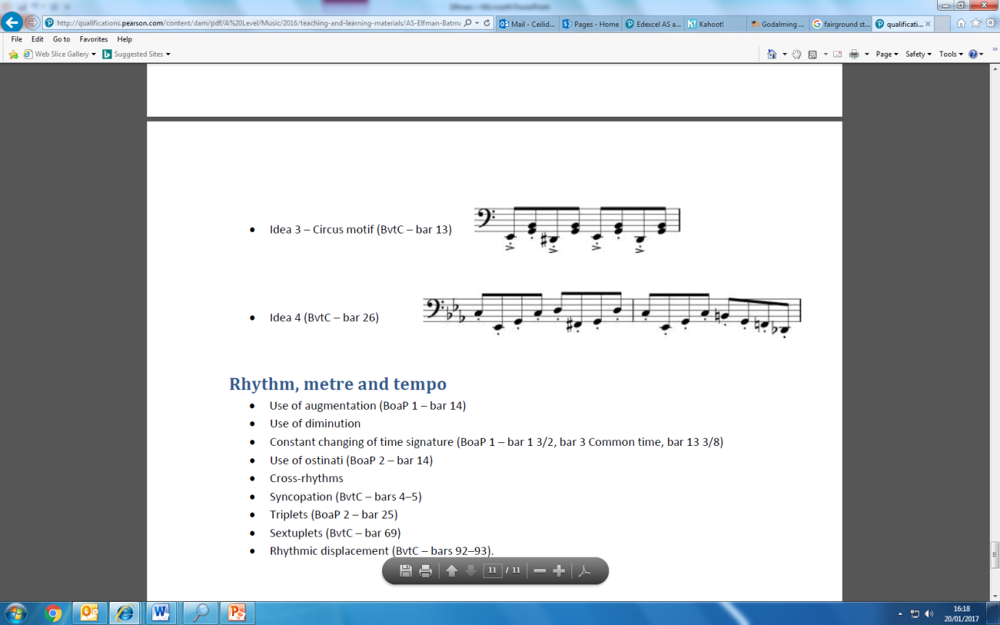 http://qualifications.pearson.com/content/dam/pdf/A%20Level/Music/2016/teaching-and-learning-materials/AS-Elfman-Batma
Mail - Ceilid...
Pages - Home
Edexcel AS a...
Kahoot!
Godalming ...
fairground st...
qualificati...
File Edit Go to Favorites Help
Web Slice Gallery
Suggested Sites
Page
Safety
Tools
• Idea 3 – Circus motif (BvtC – bar 13)
• Idea 4 (BvtC – bar 26)
Rhythm, metre and tempo
• Use of augmentation (BoaP 1 – bar 14)
• Use of diminution
• Constant changing of time signature (BoaP 1 – bar 1 3/2, bar 3 Common time, bar 13 3/8)
• Use of ostinati (BoaP 2 – bar 14)
• Cross-rhythms
• Syncopation (BvtC – bars 4–5)
• Triplets (BoaP 2 – bar 25)
• Sextuplets (BvtC – bar 69)
• Rhythmic displacement (BvtC – bars 92–93).
11 / 11
16:18
20/01/2017